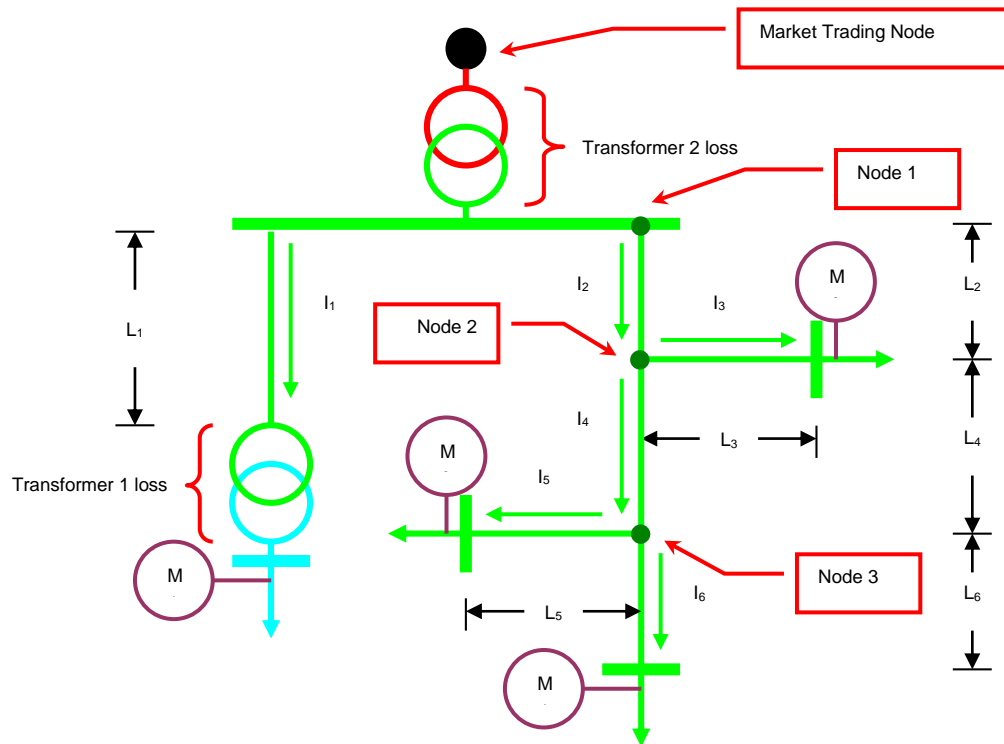 Market Trading Node
Transformer 2 loss
Node 1
M
L₂
I₁
I₂
I₃
L₁
Node 2
I₄
L₃
L₄
M
Transformer 1 loss
I₅
M
Node 3
I₆
L₅
L₆
M